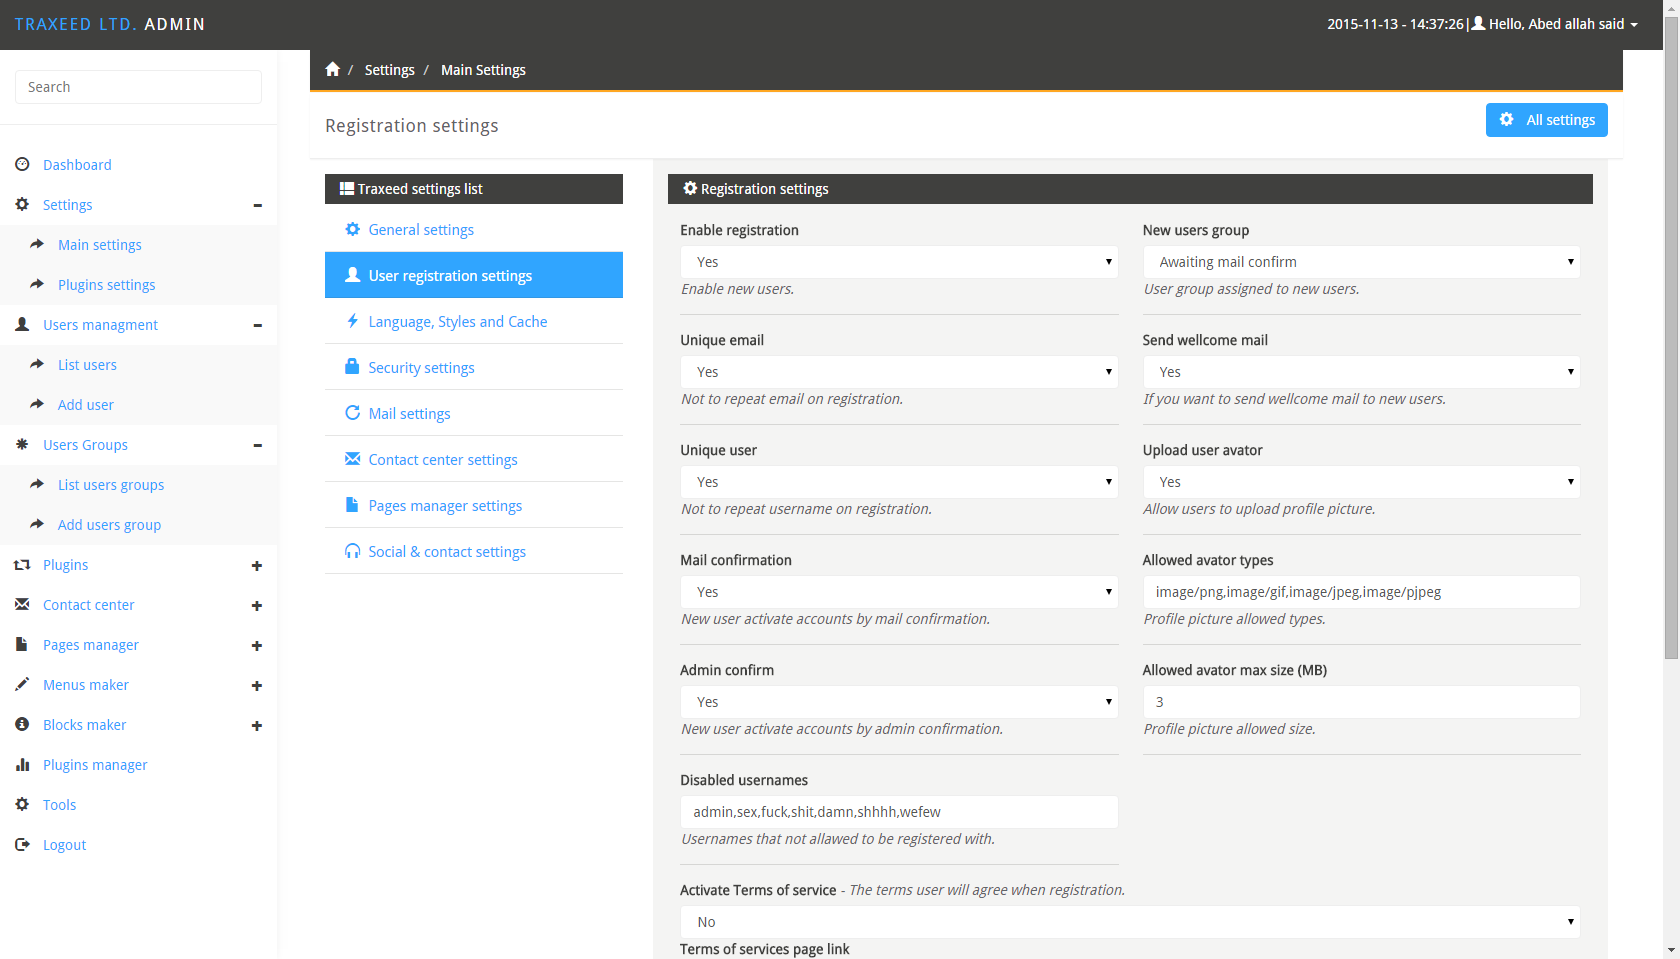 TRAXEED LTD. ADMIN
2015-11-13 - 14:37:26| Hello, Abed allah said
Search
Dashboard
Settings
Main settings
Plugins settings
Users managment
List users
Add user
Users Groups
List users groups
Add users group
Plugins
Contact center
Pages manager
Menus maker
Blocks maker
Plugins manager
Tools
Logout
/ Settings / Main Settings
Registration settings
All settings
Traxeed settings list
General settings
User registration settings
Language, Styles and Cache
Security settings
Mail settings
Contact center settings
Pages manager settings
Social & contact settings
Registration settings
Enable registration
Yes
Enable new users.
New users group
Awaiting mail confirm
User group assigned to new users.
Unique email
Yes
Not to repeat email on registration.
Send wellcome mail
Yes
If you want to send wellcome mail to new users.
Unique user
Yes
Not to repeat username on registration.
Upload user avator
Yes
Allow users to upload profile picture.
Mail confirmation
Yes
New user activate accounts by mail confirmation.
Allowed avator types
image/png,image/gif,image/jpeg,image/pjpeg
Profile picture allowed types.
Admin confirm
Yes
New user activate accounts by admin confirmation.
Allowed avator max size (MB)
3
Profile picture allowed size.
Disabled usernames
admin,sex,fuck,shit,damn,shhhh,wefew
Usernames that not allawed to be registered with.
Activate Terms of service - The terms user will agree when registration.
No
Terms of services page link